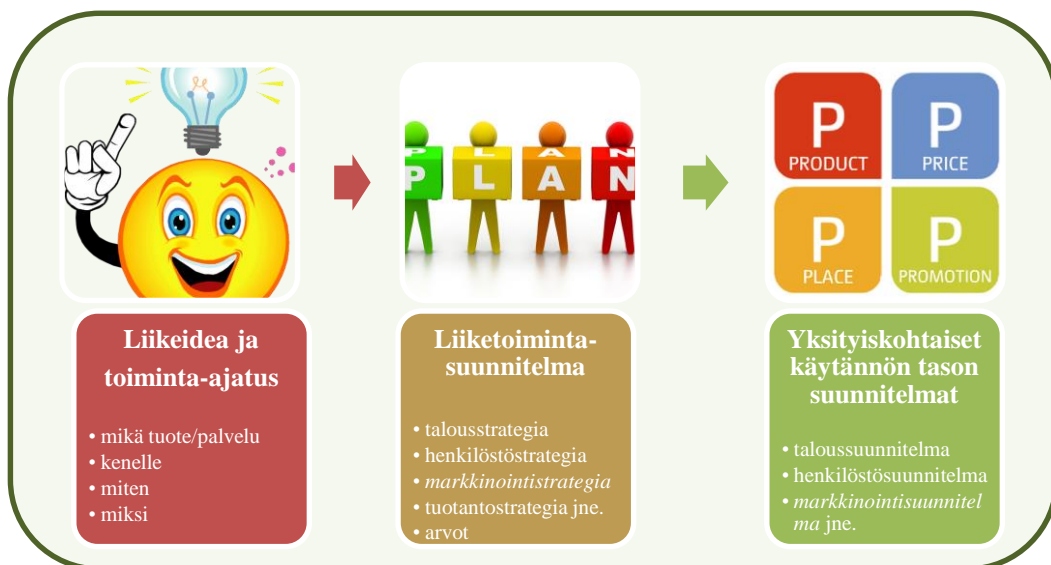 P L A N
P L A N
P
PRODUCT
P
PRICE
P
PLACE
P
PROMOTION
Liikeidea ja
toiminta-ajatus
• mikä tuote/palvelu
• kenelle
• miten
• miksi
Liiketoiminta-
suunnitelma
• talousstrategia
• henkilöstöstrategia
• markkinointistrategia
• tuotantostrategia jne.
• arvot
Yksityiskohtaiset
käytännön tason
suunnitelmat
• taloussuunnitelma
• henkilöstösuunnitelma
• markkinointisuunnitel
ma jne.